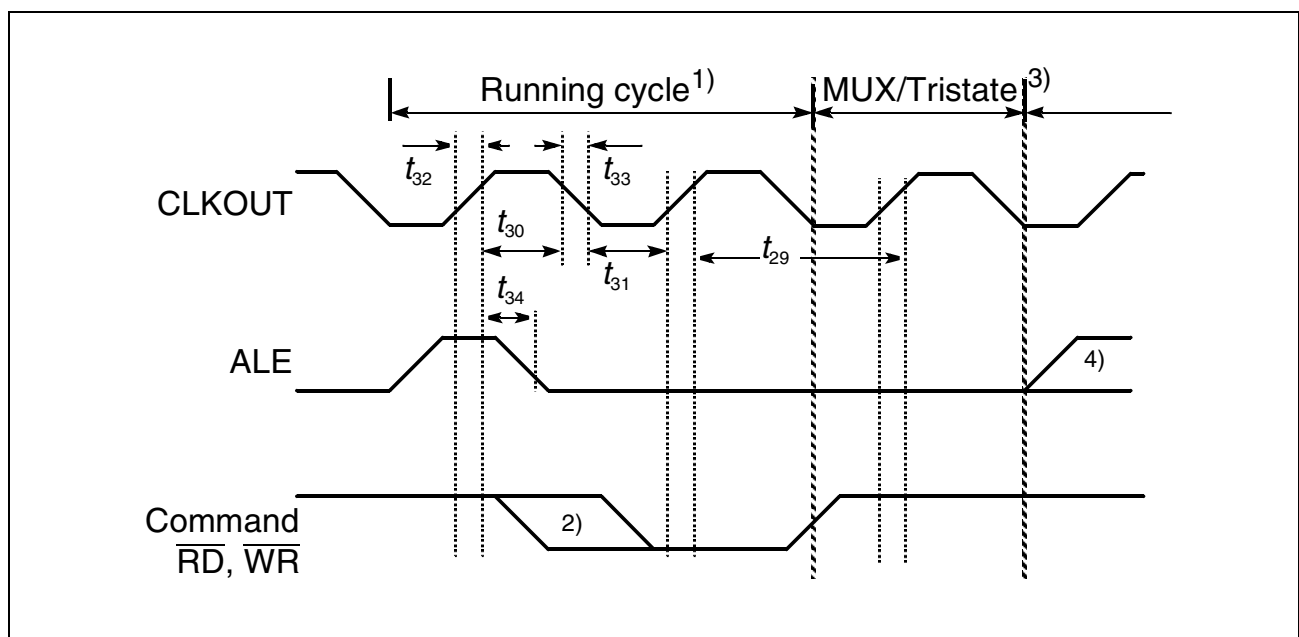 Running cycle1) MUX/Tristate 3)
t32 t33
CLKOUT
t30
t31 t29
t34
ALE 4)
Command 2)
RD, WR